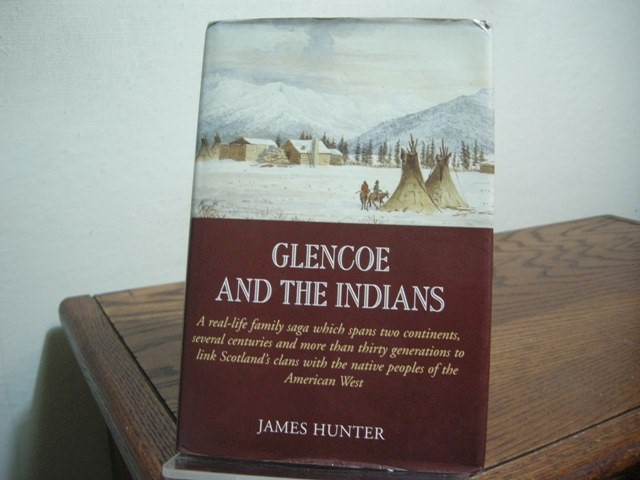 GLENCOE
AND THE INDIANS
A real-life family saga which spans two continents,
several centuries and more than thirty generations to
link Scotland's clans with the native peoples of the
American West
JAMES HUNTER